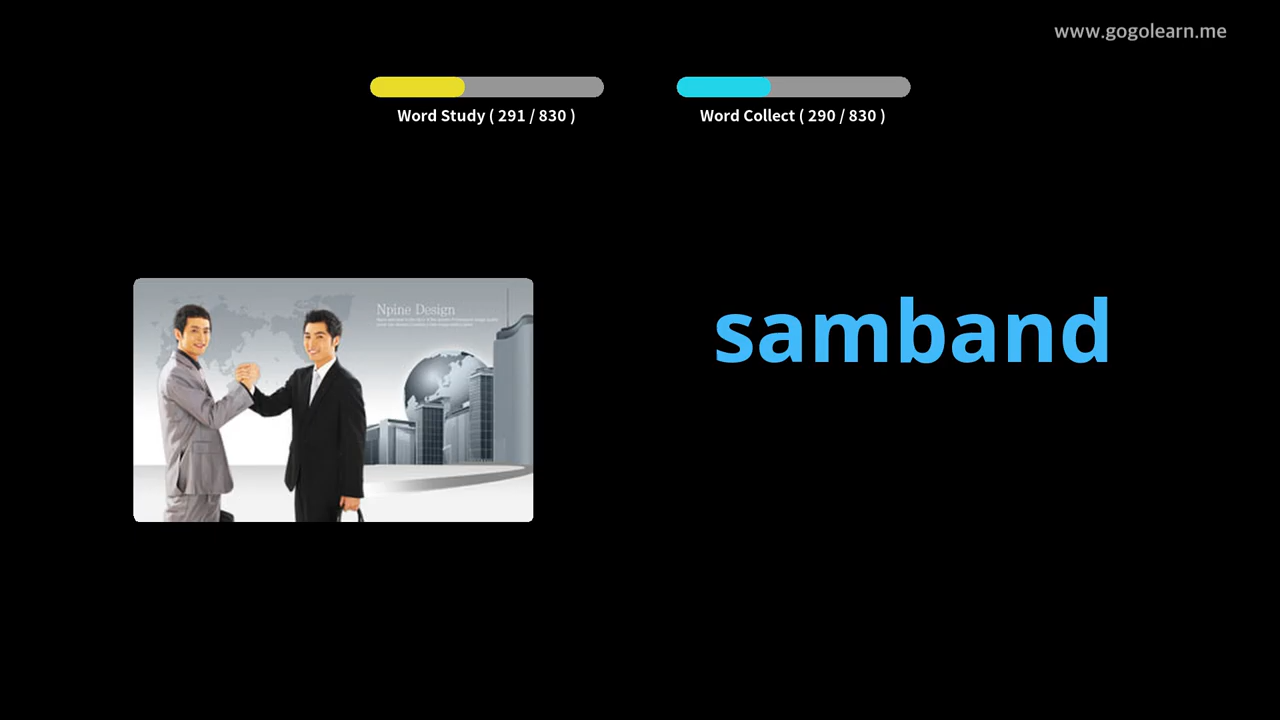 www.gogolearn.me
Word Study ( 291 / 830 )
Word Collect ( 290 / 830 )
Npine Design
samband